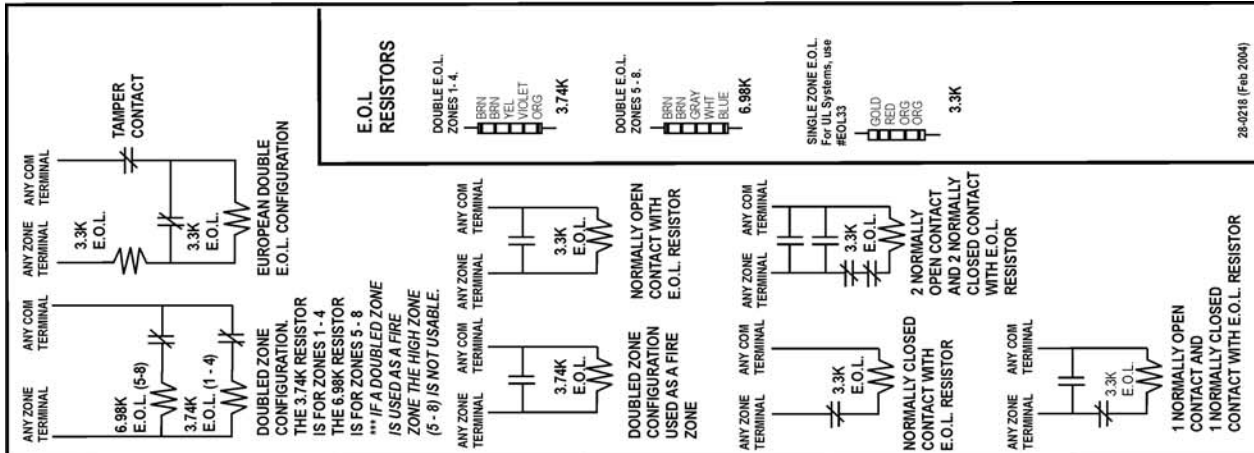 ANY ZONE
TERMINAL
ANY COM
TERMINAL
6.98K
E.O.L. (5-8)
3.74K
E.O.L. (1 - 4)
DOUBLED ZONE
CONFIGURATION.
THE 3.74K RESISTOR
IS FOR ZONES 1 - 4
THE 6.98K RESISTOR
IS FOR ZONES 5 - 8
*** IF A DOUBLED ZONE
IS USED AS A FIRE
ZONE THE HIGH ZONE
(5 - 8) IS NOT USABLE.
ANY ZONE
TERMINAL
ANY COM
TERMINAL
3.3K
E.O.L.
TAMPER
CONTACT
3.3K
E.O.L.
EUROPEAN DOUBLE
E.O.L. CONFIGURATION
ANY ZONE
TERMINAL
ANY COM
TERMINAL
3.74K
E.O.L.
DOUBLED ZONE
CONFIGURATION
USED AS A FIRE
ZONE
ANY ZONE
TERMINAL
ANY COM
TERMINAL
3.3K
E.O.L.
NORMALLY OPEN
CONTACT WITH
E.O.L. RESISTOR
ANY ZONE
TERMINAL
ANY COM
TERMINAL
3.3K
E.O.L.
NORMALLY CLOSED
CONTACT WITH
E.O.L. RESISTOR
ANY ZONE
TERMINAL
ANY COM
TERMINAL
3.3K
E.O.L.
2 NORMALLY
OPEN CONTACT
AND 2 NORMALLY
CLOSED CONTACT
WITH E.O.L.
RESISTOR
ANY ZONE
TERMINAL
ANY COM
TERMINAL
3.3K
E.O.L.
1 NORMALLY OPEN
CONTACT AND
1 NORMALLY CLOSED
CONTACT WITH E.O.L. RESISTOR
E.O.L
RESISTORS
DOUBLE E.O.L.
ZONES 1- 4.
BRN
BRN
YEL
VIOLET
ORG
3.74K
DOUBLE E.O.L.
ZONES 5 - 8.
BRN
BRN
GRAY
WHT
BLUE
6.98K
SINGLE ZONE E.O.L.
For UL Systems, use
#EOL33
GOLD
RED
ORG
ORG
3.3K
28-0218 (Feb 2004)